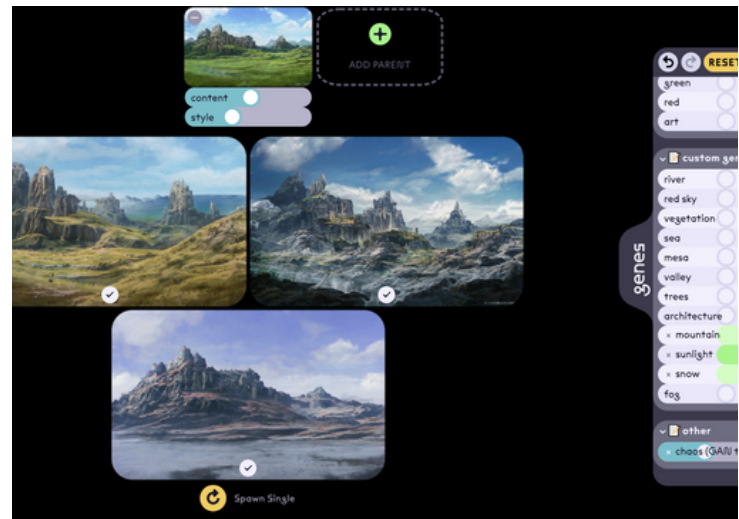 ADD PARENT
content
style
RESET
green
red
art
custom gen
river
red sky
vegetation
sea
mesa
valley
trees
architecture
× mountain
× sunlight
× snow
fog
other
× chaos (GAN t
genes
Spawn Single